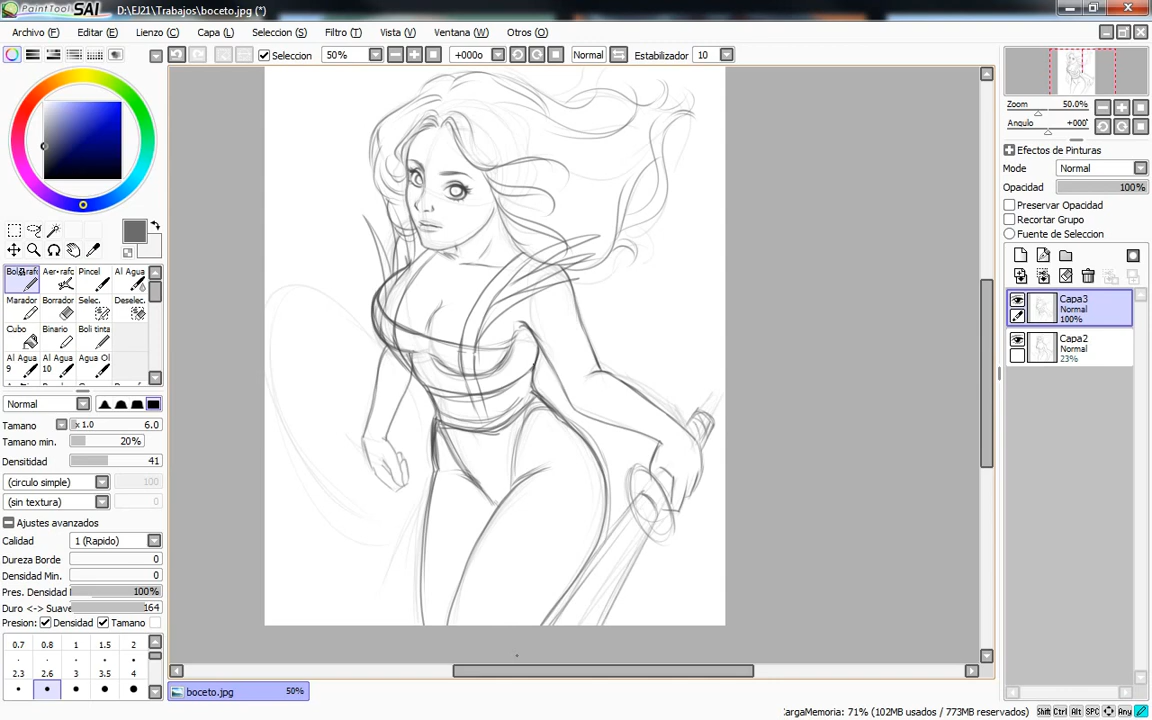 PaintTool SAI D:\EJ21\Trabajos\boceto.jpg (*)
Archivo (F) Editar (E) Lienzo (C) Capa (L) Seleccion (S) Filtro (T) Vista (V) Ventana (W) Otros (O)
Seleccion 50% +000º Normal Estabilizador 10
Zoom 50.0%
Angulo +000°
Efectos de Pinturas
Mode Normal
Opacidad 100%
Preservar Opacidad
Recortar Grupo
Fuente de Seleccion
Capa3
Normal
100%
Capa2
Normal
23%
Pincel Al Agua
Marador Borrador Selec. Deselec.
Cubo Binario Boli tinta
Al Agua Al Agua Agua Ol
9 10
Normal
Tamano x 1.0 6.0
Tamano min. 20%
Densitidad 41
(circulo simple) 100
(sin textura) 0
Ajustes avanzados
Calidad 1 (Rapido)
Dureza Borde 0
Densidad Min. 0
Pres. Densidad 100%
Duro <-> Suave 164
Presion: Densidad Tamano
0.7 0.8 1 1.5 2
2.3 2.6 3 3.5 4
boceto.jpg 50%
CargaMemoria: 71% (102MB usados / 773MB reservados) Shift Ctrl Alt SPC Any